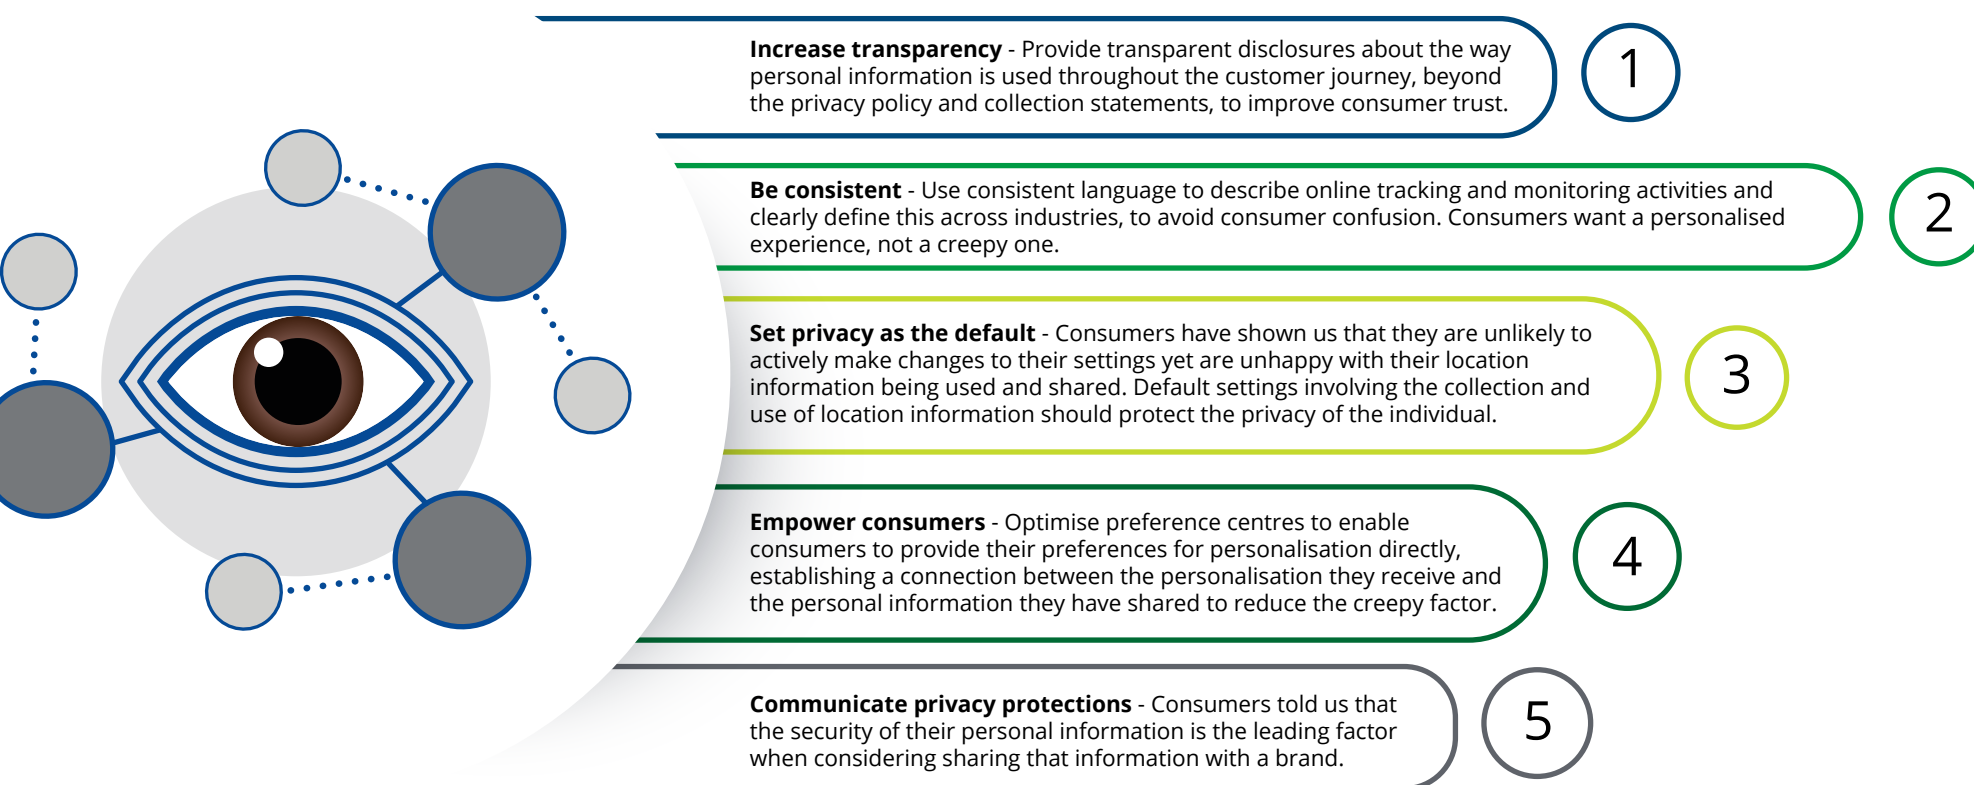 Increase transparency - Provide transparent disclosures about the way
personal information is used throughout the customer journey, beyond
the privacy policy and collection statements, to improve consumer trust.
1
Be consistent - Use consistent language to describe online tracking and monitoring activities and
clearly define this across industries, to avoid consumer confusion. Consumers want a personalised
experience, not a creepy one.
2
Set privacy as the default - Consumers have shown us that they are unlikely to
actively make changes to their settings yet are unhappy with their location
information being used and shared. Default settings involving the collection and
use of location information should protect the privacy of the individual.
3
Empower consumers - Optimise preference centres to enable
consumers to provide their preferences for personalisation directly,
establishing a connection between the personalisation they receive and
the personal information they have shared to reduce the creepy factor.
4
Communicate privacy protections - Consumers told us that
the security of their personal information is the leading factor
when considering sharing that information with a brand.
5